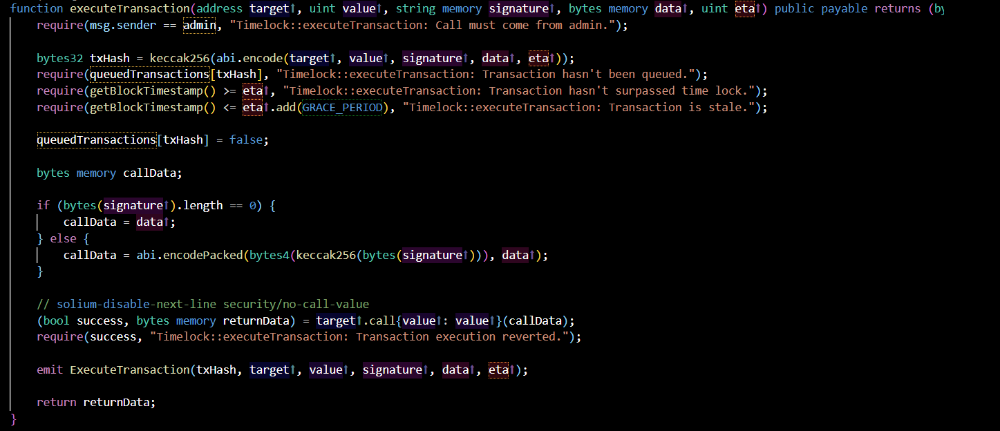 function executeTransaction(address target↑, uint value↑, string memory signature↑, bytes memory data↑, uint eta↑) public payable returns (by
require(msg.sender == admin, "Timelock::executeTransaction: Call must come from admin.");
bytes32 txHash = keccak256(abi.encode(target↑, value↑, signature↑, data↑, eta↑));
require(queuedTransactions[txHash], "Timelock::executeTransaction: Transaction hasn't been queued.");
require(getBlockTimestamp() >= eta↑, "Timelock::executeTransaction: Transaction hasn't surpassed time lock.");
require(getBlockTimestamp() <= eta↑.add(GRACE_PERIOD), "Timelock::executeTransaction: Transaction is stale.");
queuedTransactions[txHash] = false;
bytes memory callData;
if (bytes(signature↑).length == 0) {
callData = data↑;
} else {
callData = abi.encodePacked(bytes4(keccak256(bytes(signature↑))), data↑);
}
// solium-disable-next-line security/no-call-value
(bool success, bytes memory returnData) = target↑.call{value↑: value↑}(callData);
require(success, "Timelock::executeTransaction: Transaction execution reverted.");
emit ExecuteTransaction(txHash, target↑, value↑, signature↑, data↑, eta↑);
return returnData;
}